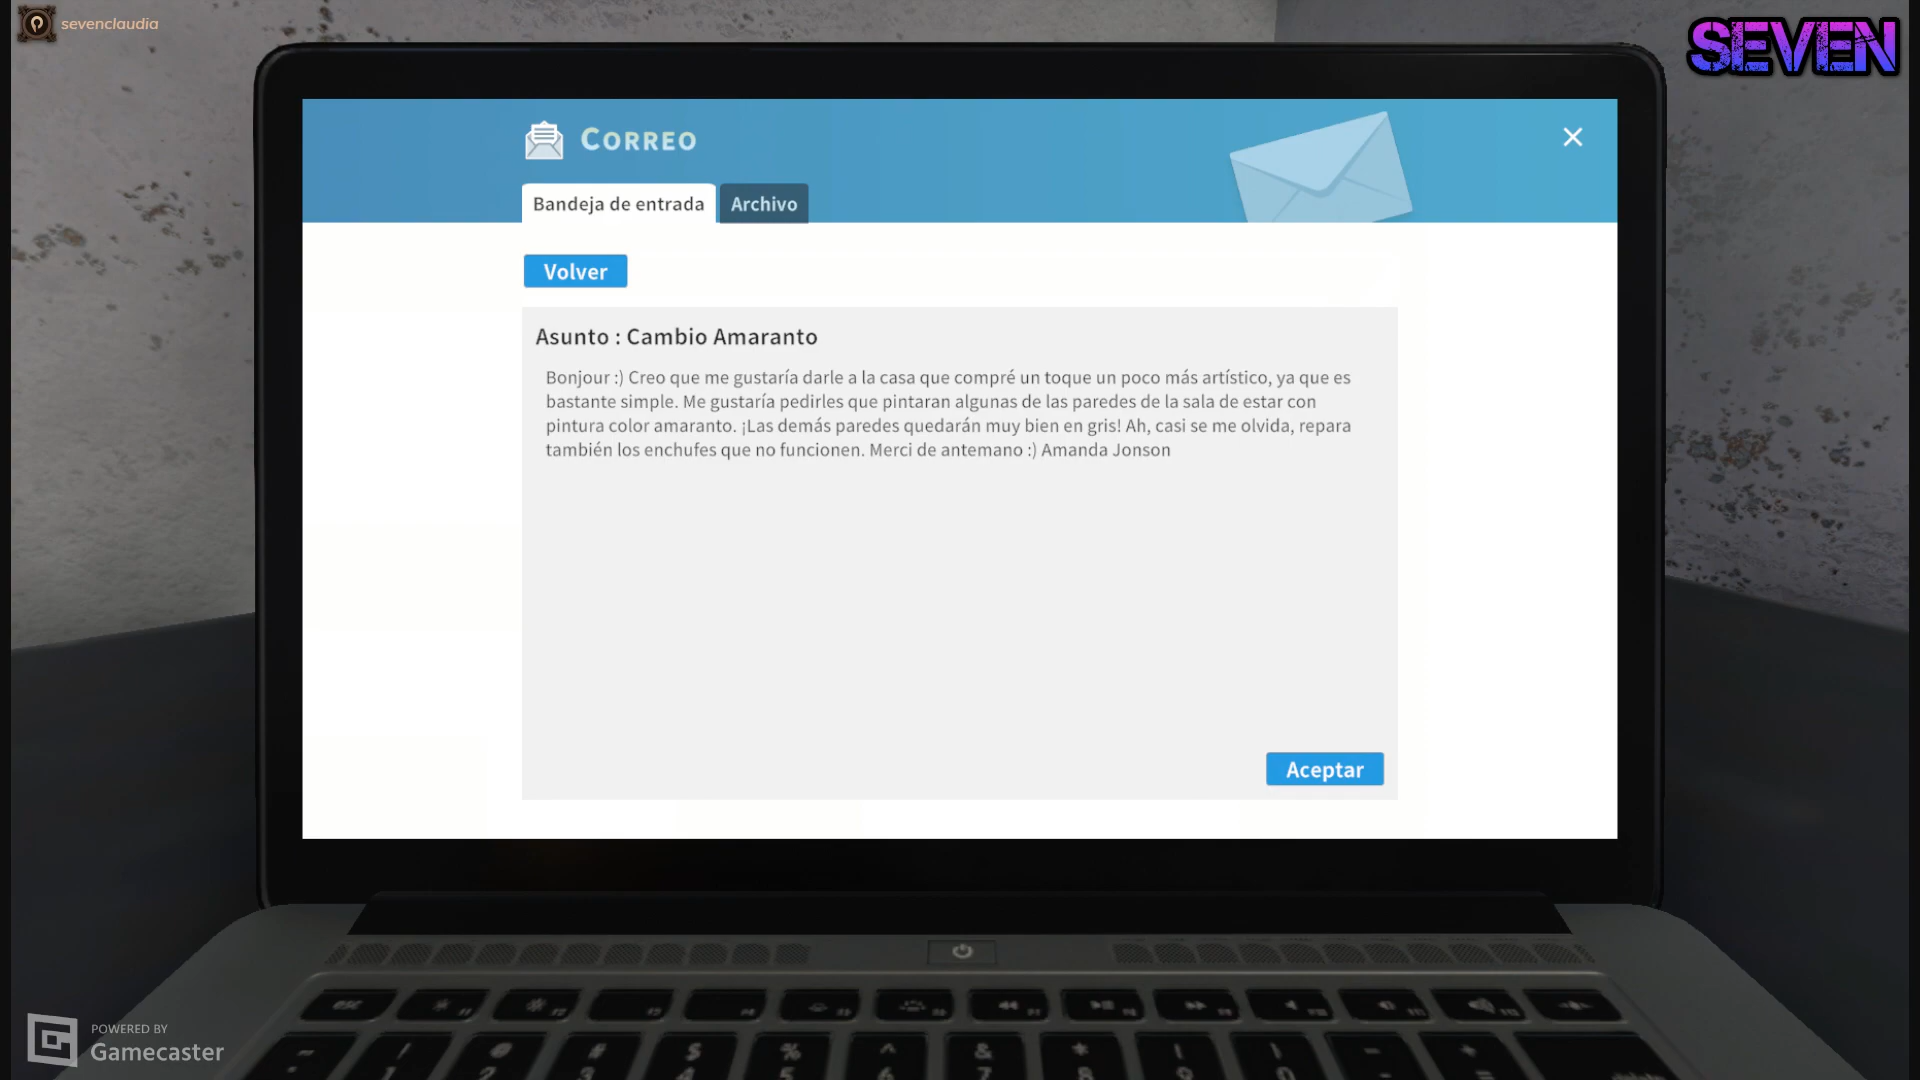 sevenclaudia
SEVEN
CORREO
Bandeja de entrada
Archivo
Volver
Asunto : Cambio Amaranto
Bonjour :) Creo que me gustaría darle a la casa que compré un toque un poco más artístico, ya que es
bastante simple. Me gustaría pedirles que pintaran algunas de las paredes de la sala de estar con
pintura color amaranto. ¡Las demás paredes quedarán muy bien en gris! Ah, casi se me olvida, repara
también los enchufes que no funcionen. Merci de antemano :) Amanda Jonson
Aceptar
esc
POWERED BY
Gamecaster